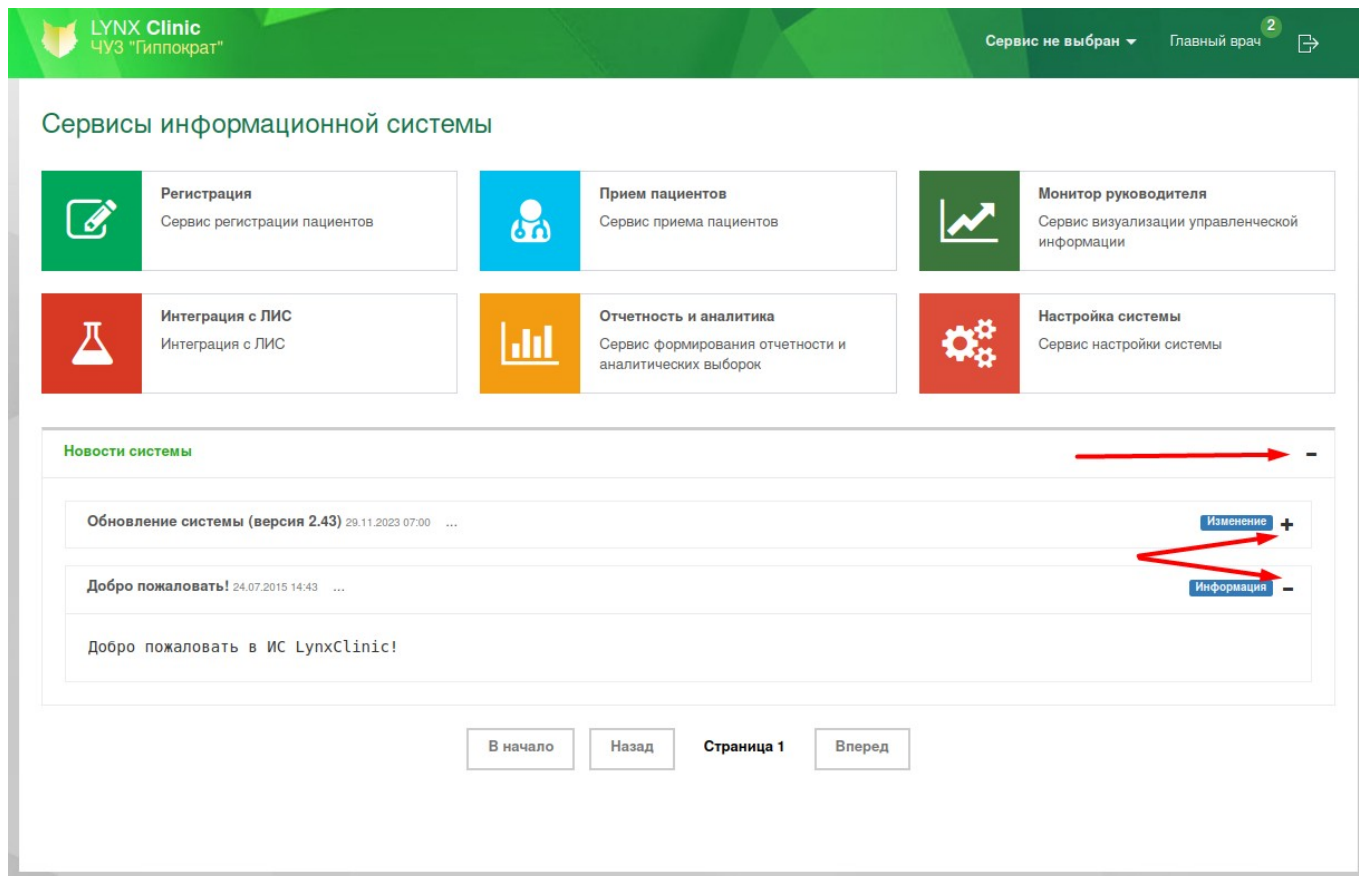 LYNX Clinic
ЧУЗ "Гиппократ"
Сервис не выбран
Главный врач
2
Сервисы информационной системы
Регистрация
Сервис регистрации пациентов
Прием пациентов
Сервис приема пациентов
Монитор руководителя
Сервис визуализации управленческой
информации
Интеграция с ЛИС
Интеграция с ЛИС
Отчетность и аналитика
Сервис формирования отчетности и
аналитических выборок
Настройка системы
Сервис настройки системы
Новости системы
Обновление системы (версия 2.43) 29.11.2023 07:00 ...
Изменение
Добро пожаловать! 24.07.2015 14:43 ...
Информация
Добро пожаловать в ИС LynxClinic!
В начало
Назад
Страница 1
Вперед